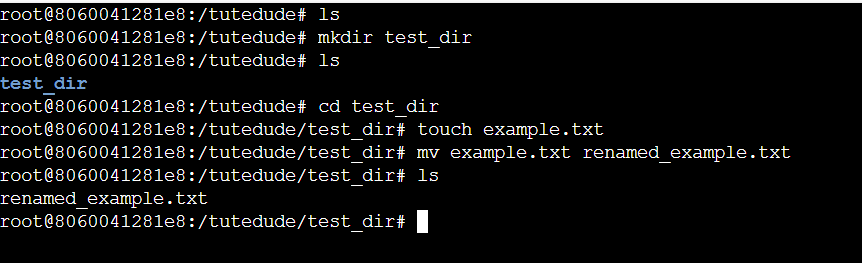 root@8060041281e8:/tutedude# ls
root@8060041281e8:/tutedude# mkdir test_dir
root@8060041281e8:/tutedude# ls
test_dir
root@8060041281e8:/tutedude# cd test_dir
root@8060041281e8:/tutedude/test_dir# touch example.txt
root@8060041281e8:/tutedude/test_dir# mv example.txt renamed_example.txt
root@8060041281e8:/tutedude/test_dir# ls
renamed_example.txt
root@8060041281e8:/tutedude/test_dir#